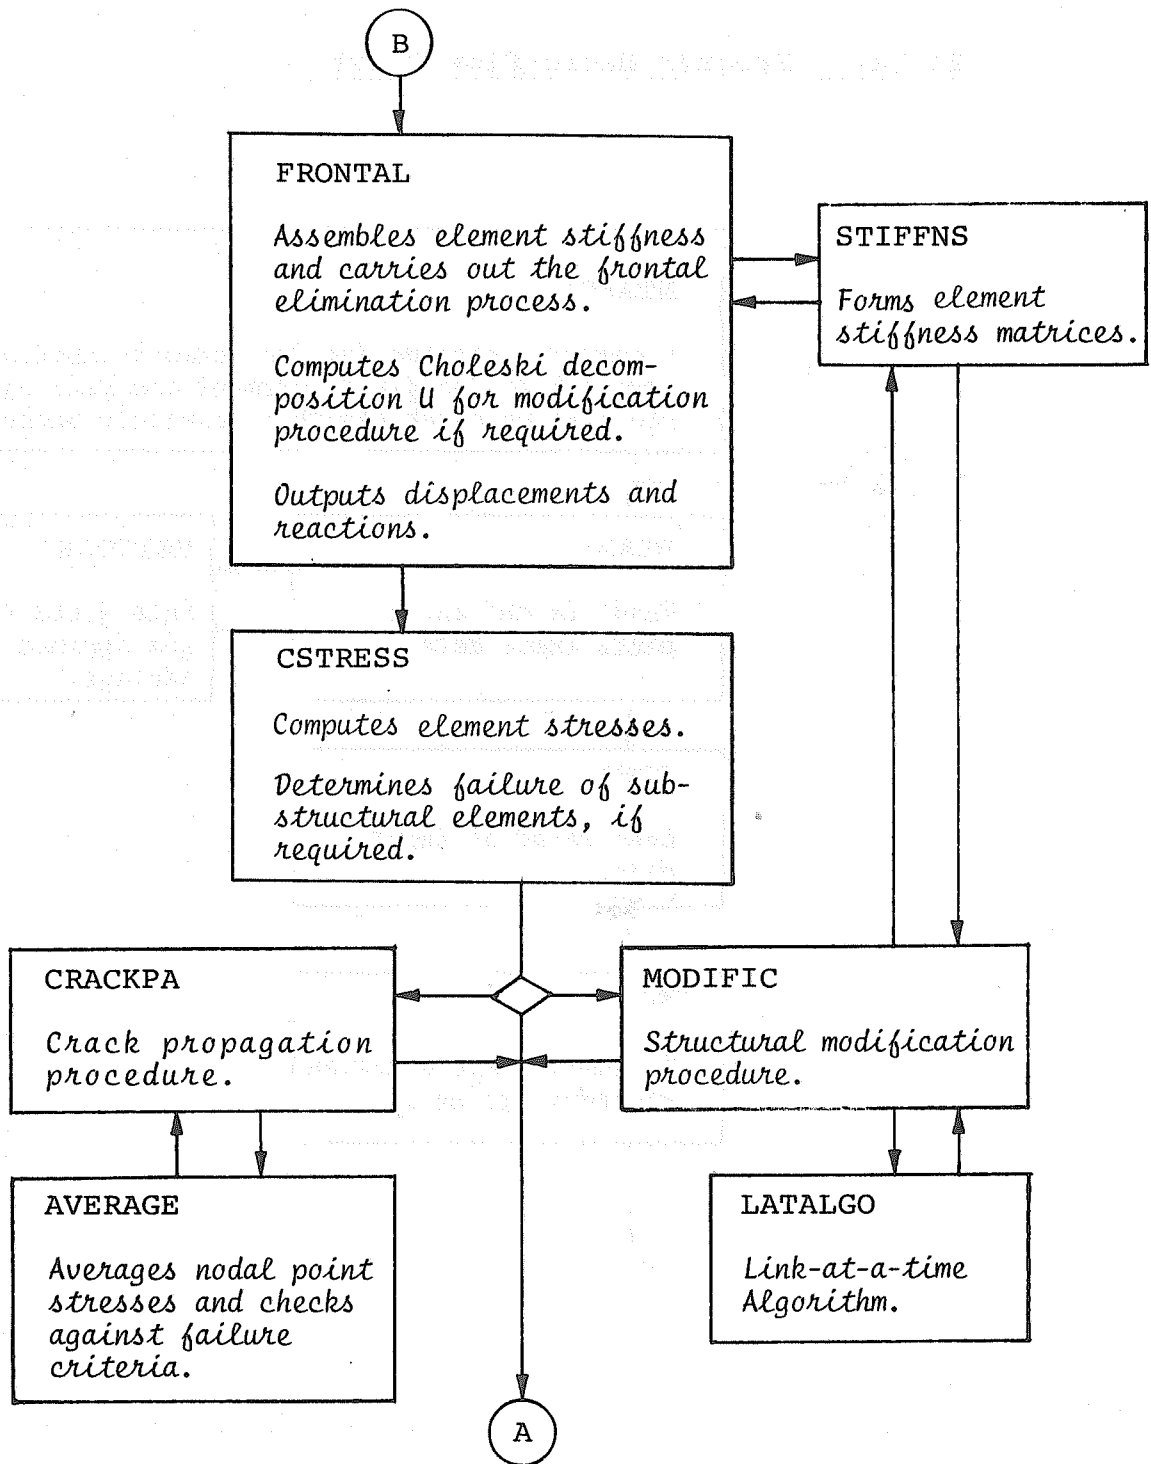 B
FRONTAL
Assembles element stiffness
and carries out the frontal
elimination process.
Computes Choleski decom-
position U for modification
procedure if required.
Outputs displacements and
reactions.
STIFFNS
Forms element
stiffness matrices.
CSTRESS
Computes element stresses.
Determines failure of sub-
structural elements, if
required.
CRACKPA
Crack propagation
procedure.
MODIFIC
Structural modification
procedure.
AVERAGE
Averages nodal point
stresses and checks
against failure
criteria.
LATALGO
Link-at-a-time
Algorithm.
A